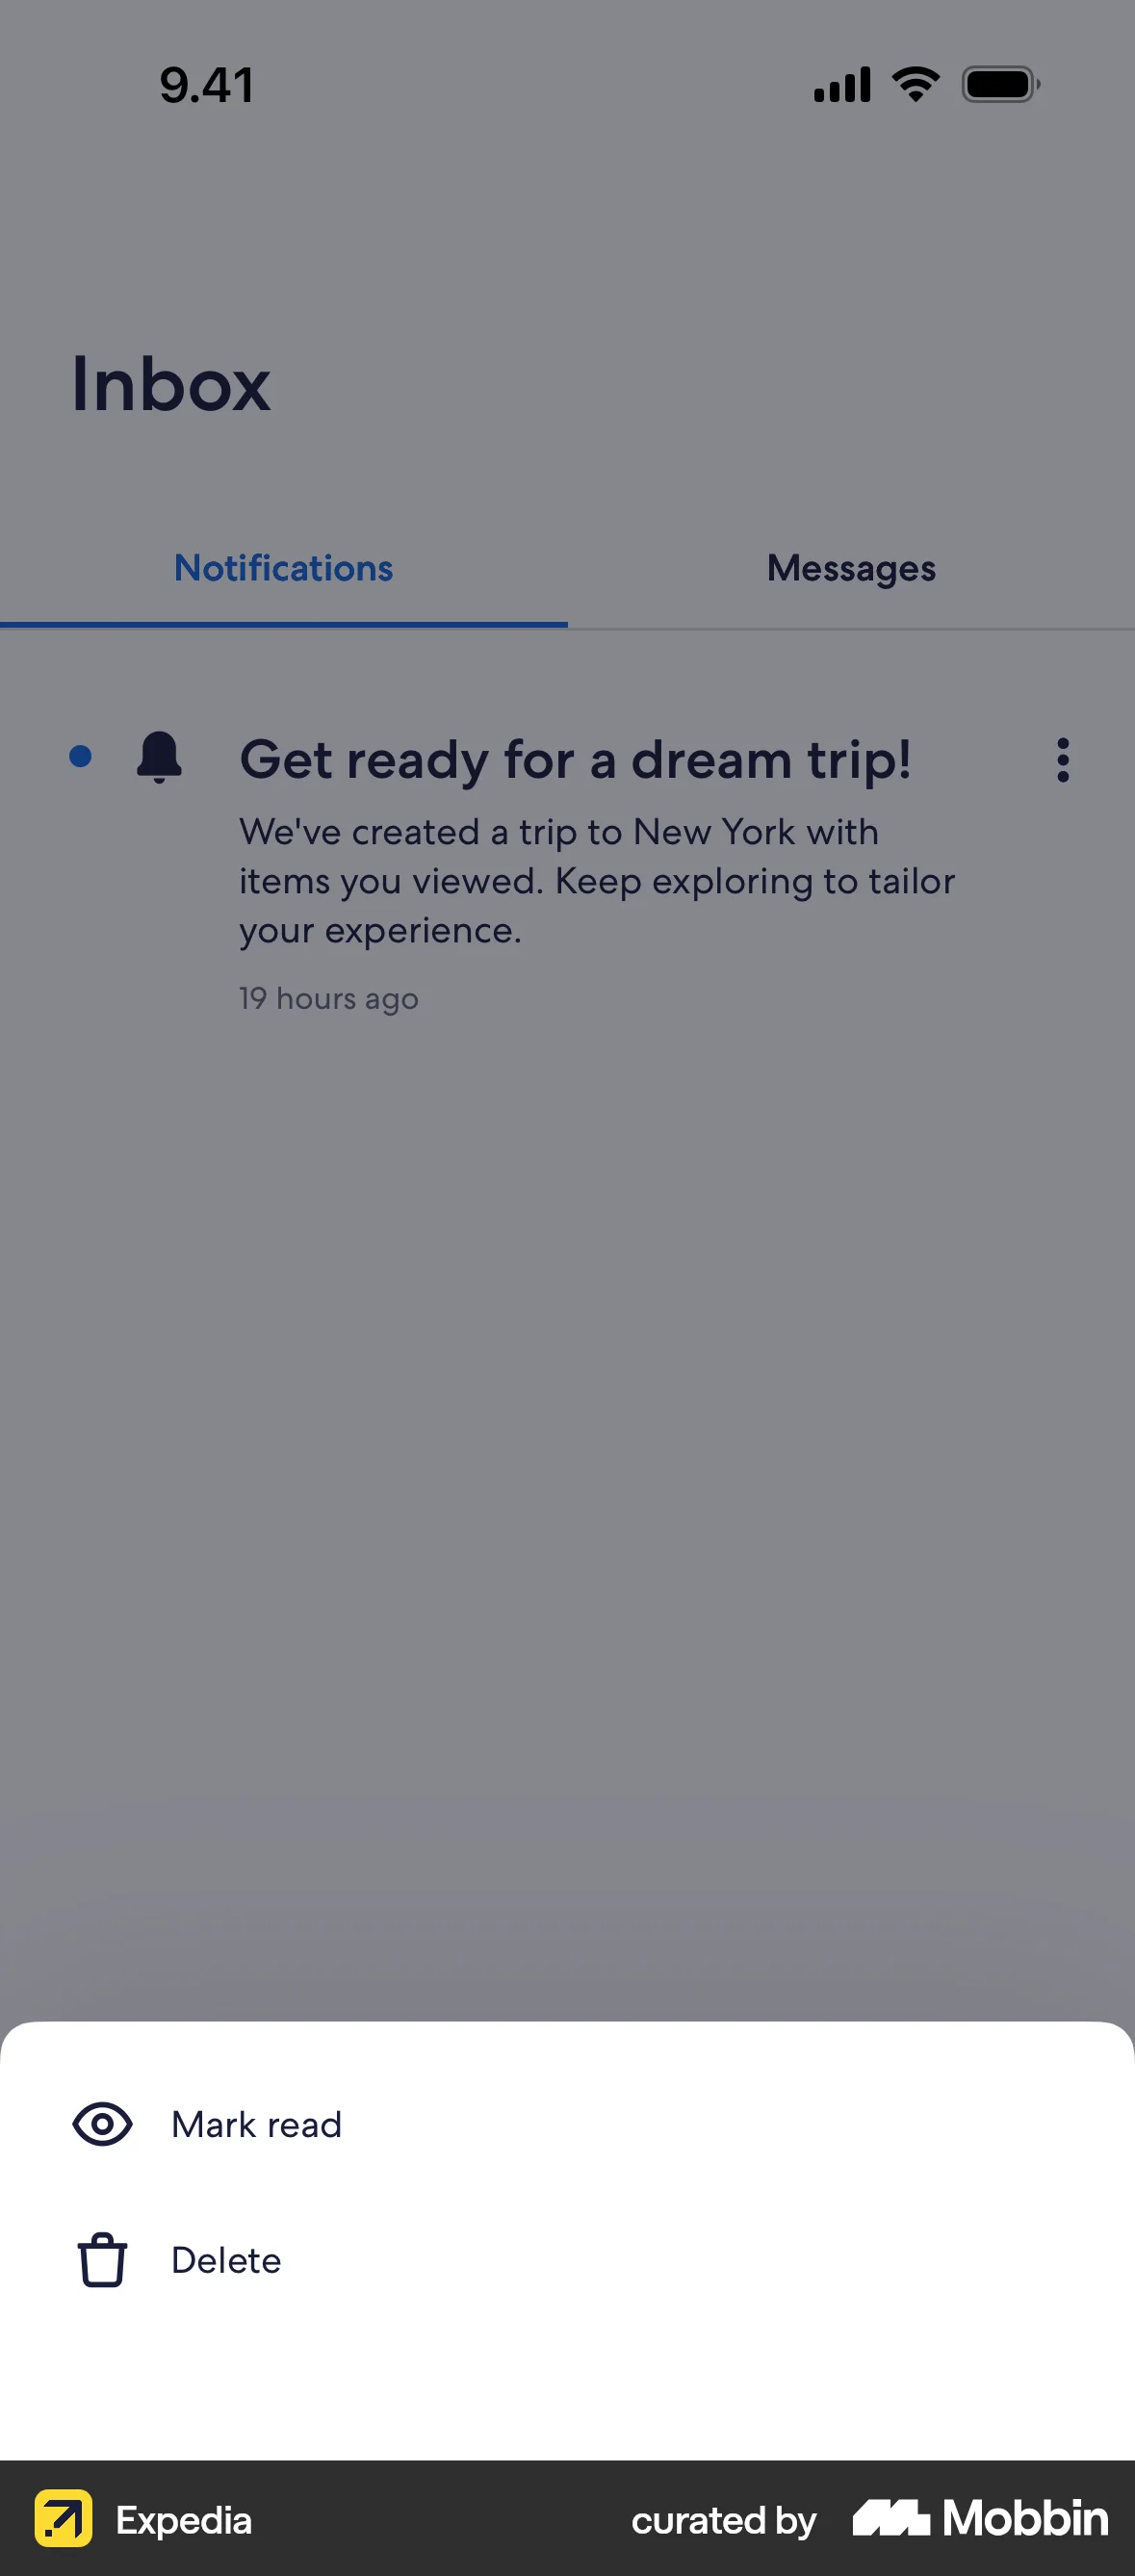 9.41
Inbox
Notifications
Messages
Get ready for a dream trip!
We've created a trip to New York with
items you viewed. Keep exploring to tailor
your experience.
19 hours ago
Mark read
Delete
Expedia
curated by Mobbin